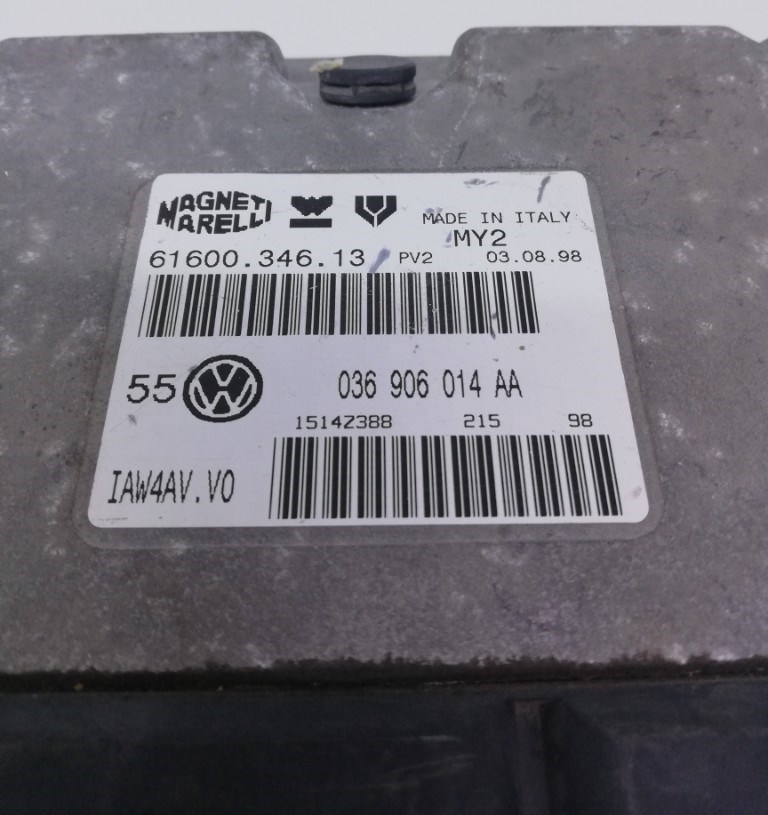 MAGNETI MARELLI
MADE IN ITALY
MY2
61600.346.13 PV2 03.08.98
55 VW 036 906 014 AA
1514Z388 215 98
IAW4AV.V0